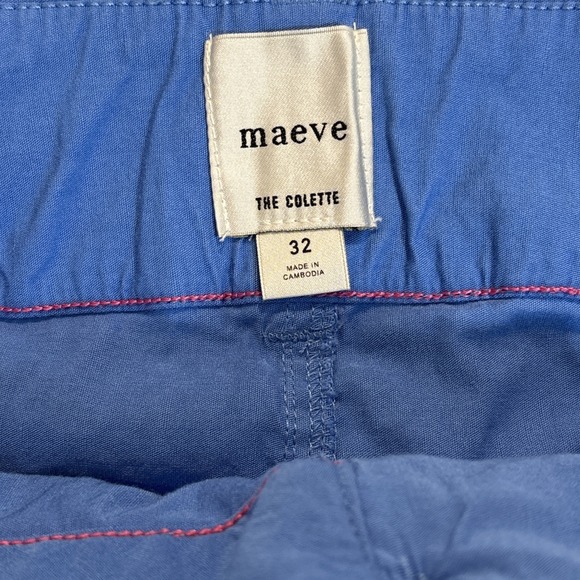 maeve
THE COLETTE
32
MADE IN
CAMBODIA